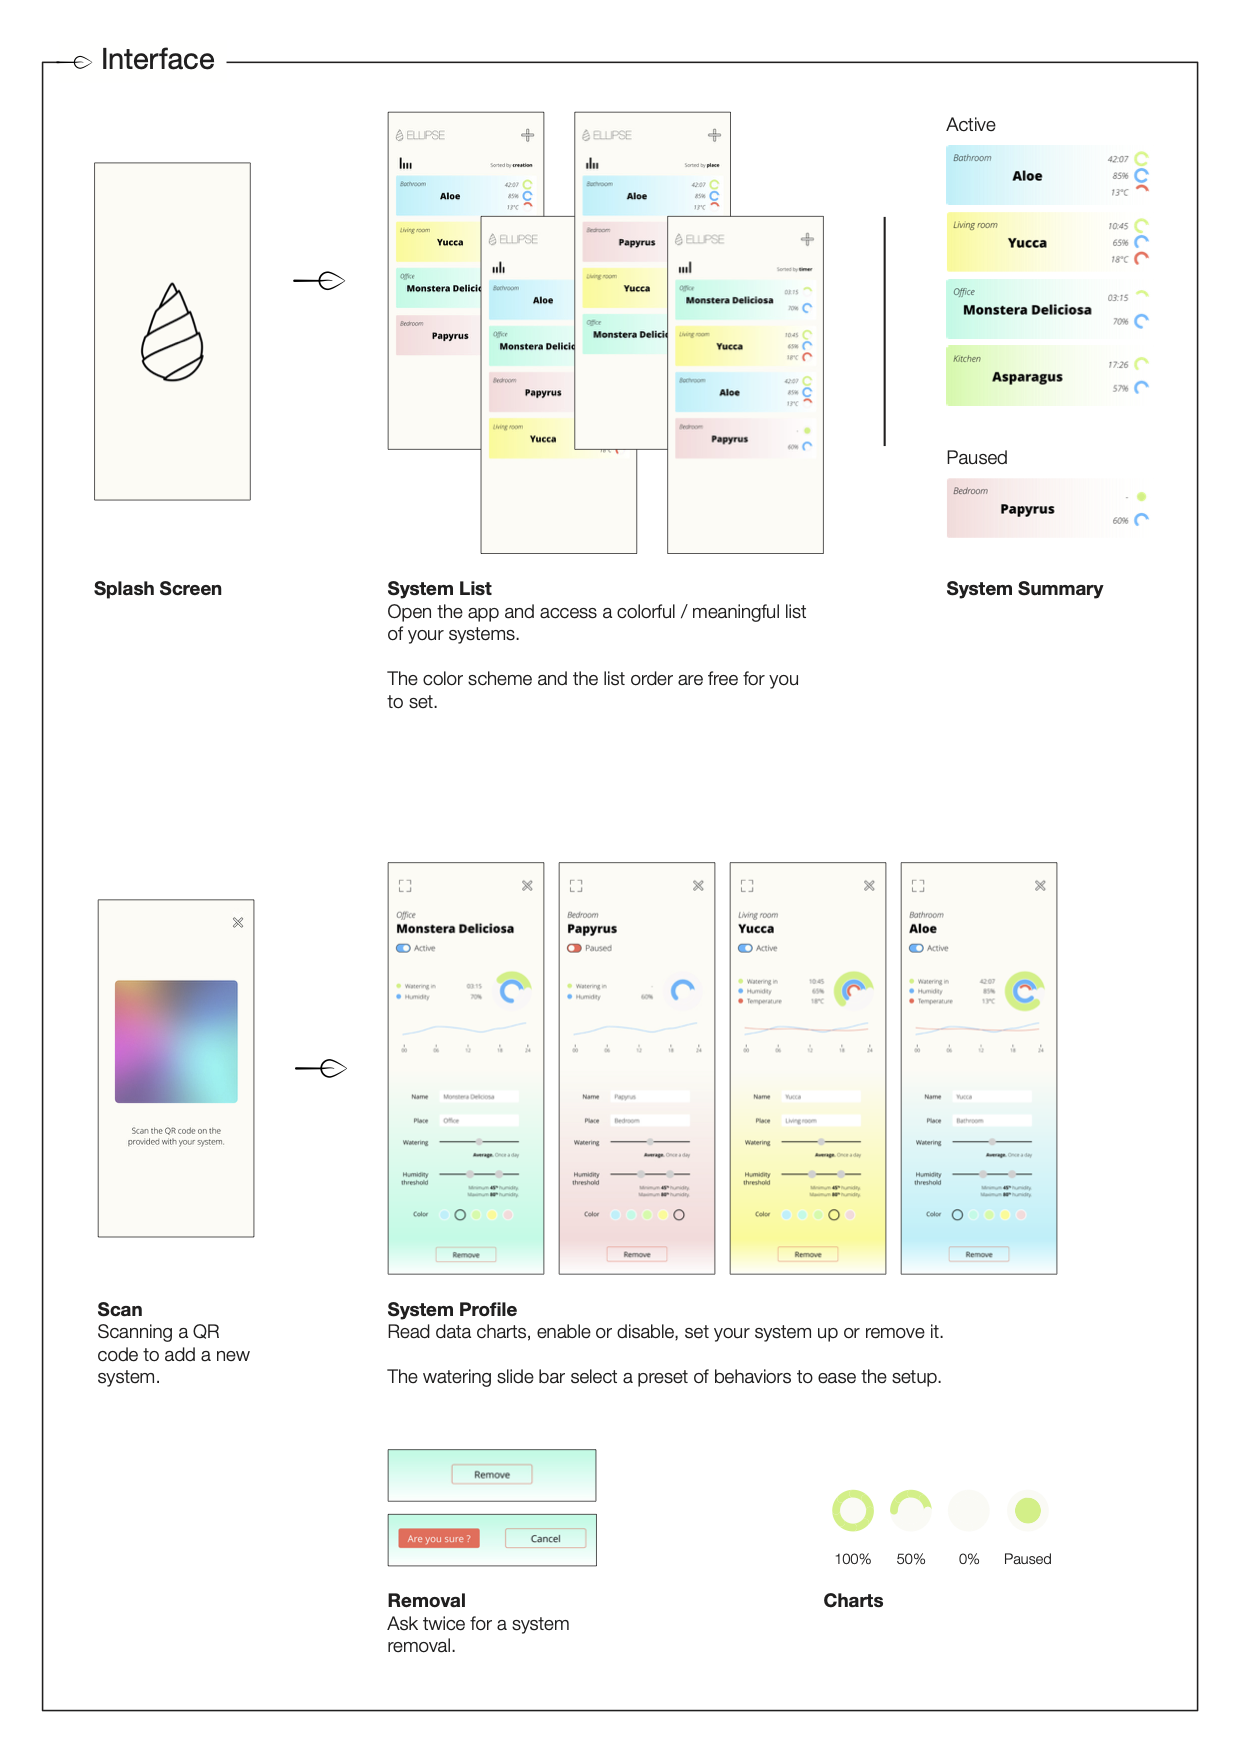 Interface
ELLIPSE
Sorted by creation
Bathroom
Aloe
42:07
85%
13°C
Living room
Yucca
Office
Monstera Delicio
Bedroom
Papyrus
ELLIPSE
Bathroom
Aloe
Office
Monstera Delicio
Bedroom
Papyrus
Living room
Yucca
ELLIPSE
Sorted by place
Bathroom
Aloe
42:07
85%
13°C
Bedroom
Papyrus
Living room
Yucca
Office
Monstera Delicio
ELLIPSE
Sorted by timer
Office
Monstera Deliciosa
03:15
70%
Living room
Yucca
10:45
65%
18°C
Bathroom
Aloe
42:07
85%
13°C
Bedroom
Papyrus
-
60%
Active
Bathroom
Aloe
42:07
85%
13°C
Living room
Yucca
10:45
65%
18°C
Office
Monstera Deliciosa
03:15
70%
Kitchen
Asparagus
17:26
57%
Paused
Bedroom
Papyrus
-
60%
Splash Screen
System List
Open the app and access a colorful / meaningful list
of your systems.
The color scheme and the list order are free for you
to set.
System Summary
Scan the QR code on the
provided with your system.
Office
Monstera Deliciosa
Active
Watering in 03:15
Humidity 70%
00 06 12 18 24
Name Monstera Deliciosa
Place Office
Watering
Average. Once a day
Humidity
threshold
Minimum 45° humidity.
Maximum 80° humidity.
Color
Remove
Bedroom
Papyrus
Paused
Watering in -
Humidity 60%
00 06 12 18 24
Name Papyrus
Place Bedroom
Watering
Average. Once a day
Humidity
threshold
Minimum 45° humidity.
Maximum 80° humidity.
Color
Remove
Living room
Yucca
Active
Watering in 10:45
Humidity 65%
Temperature 18°C
00 06 12 18 24
Name Yucca
Place Living room
Watering
Average. Once a day
Humidity
threshold
Minimum 45° humidity.
Maximum 80° humidity.
Color
Remove
Bathroom
Aloe
Active
Watering in 42:07
Humidity 85%
Temperature 13°C
00 06 12 18 24
Name Yucca
Place Bathroom
Watering
Average. Once a day
Humidity
threshold
Minimum 45° humidity.
Maximum 80° humidity.
Color
Remove
Scan
Scanning a QR
code to add a new
system.
System Profile
Read data charts, enable or disable, set your system up or remove it.
The watering slide bar select a preset of behaviors to ease the setup.
Remove
Are you sure ? Cancel
Removal
Ask twice for a system
removal.
100% 50% 0% Paused
Charts